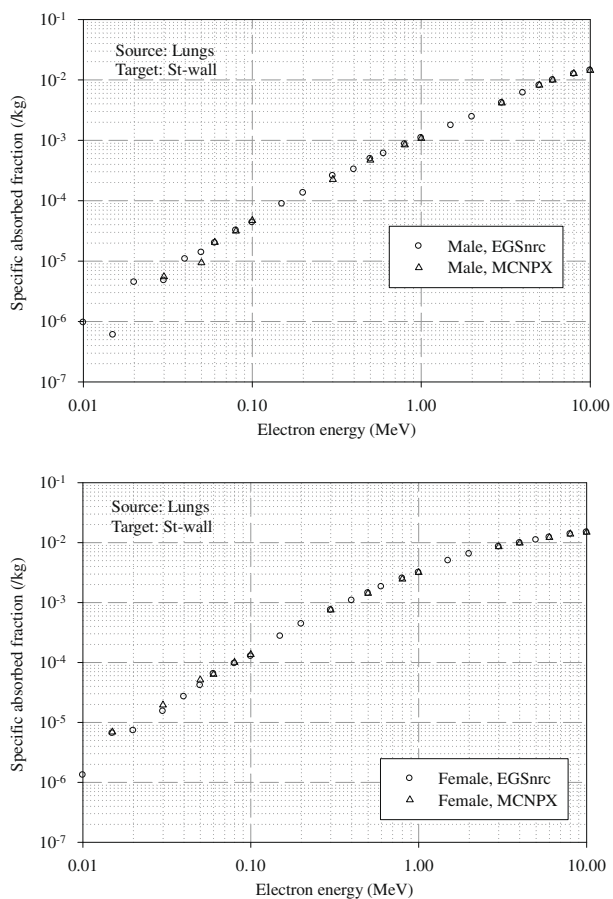 10⁻¹
Source: Lungs
Target: St-wall
10⁻²
10⁻³
10⁻⁴
10⁻⁵
10⁻⁶
10⁻⁷
Specific absorbed fraction (/kg)
Male, EGSnrc
Male, MCNPX
0.01 0.10 1.00 10.00
Electron energy (MeV)
10⁻¹
Source: Lungs
Target: St-wall
10⁻²
10⁻³
10⁻⁴
10⁻⁵
10⁻⁶
10⁻⁷
Specific absorbed fraction (/kg)
Female, EGSnrc
Female, MCNPX
0.01 0.10 1.00 10.00
Electron energy (MeV)